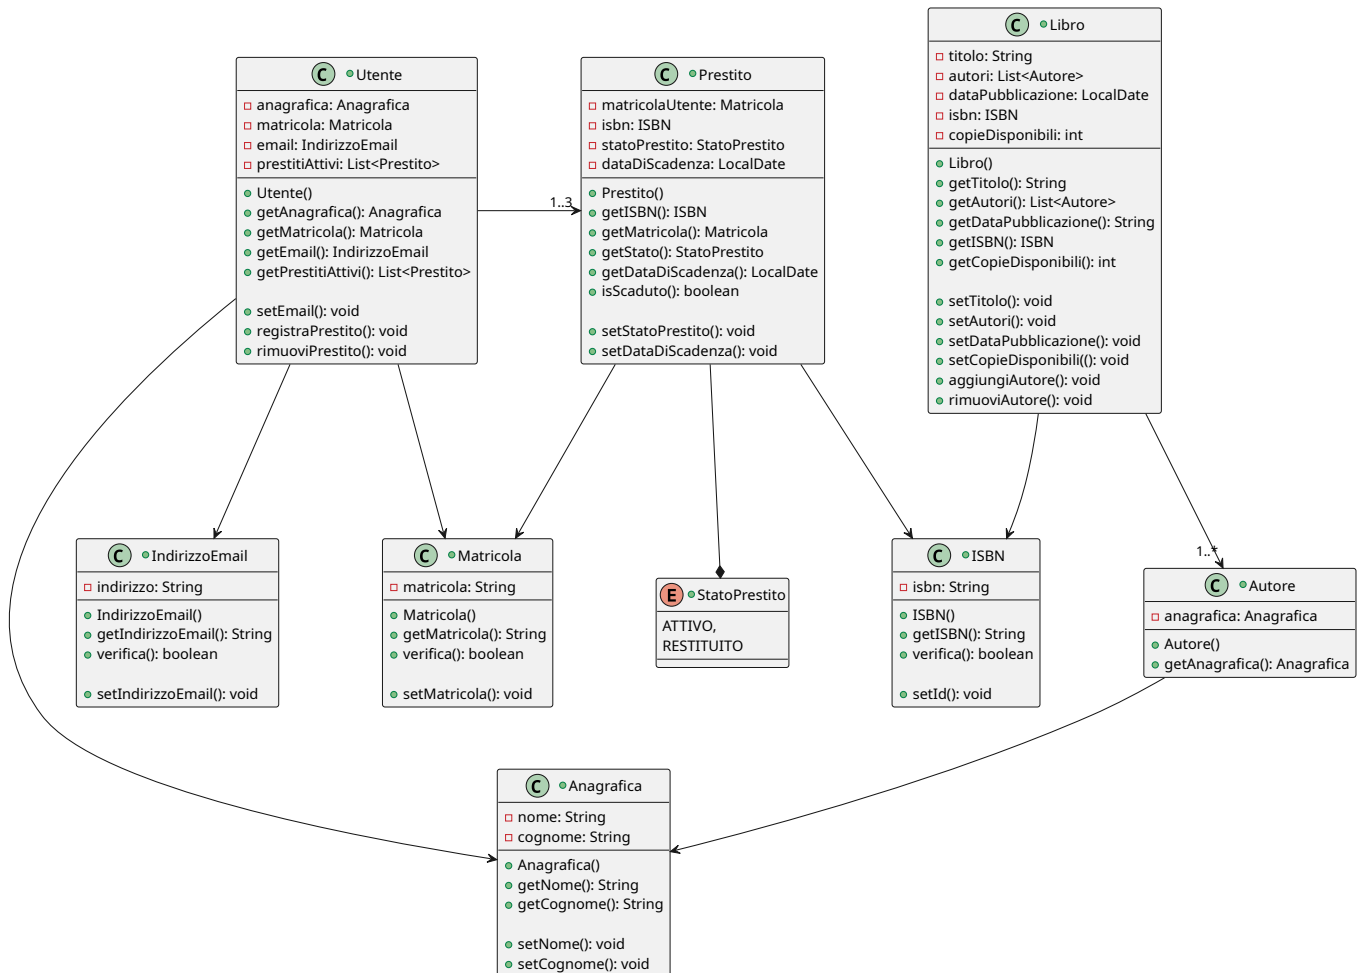 C Utente
anagrafica: Anagrafica
matricola: Matricola
email: IndirizzoEmail
prestitiAttivi: List<Prestito>
Utente()
getAnagrafica(): Anagrafica
getMatricola(): Matricola
getEmail(): IndirizzoEmail
getPrestitiAttivi(): List<Prestito>
setEmail(): void
registraPrestito(): void
rimuoviPrestito(): void
1..3
C Prestito
matricolaUtente: Matricola
isbn: ISBN
statoPrestito: StatoPrestito
dataDiScadenza: LocalDate
Prestito()
getISBN(): ISBN
getMatricola(): Matricola
getStato(): StatoPrestito
getDataDiScadenza(): LocalDate
isScaduto(): boolean
setStatoPrestito(): void
setDataDiScadenza(): void
C Libro
titolo: String
autori: List<Autore>
dataPubblicazione: LocalDate
isbn: ISBN
copieDisponibili: int
Libro()
getTitolo(): String
getAutori(): List<Autore>
getDataPubblicazione(): String
getISBN(): ISBN
getCopieDisponibili(): int
setTitolo(): void
setAutori(): void
setDataPubblicazione(): void
setCopieDisponibili((): void
aggiungiAutore(): void
rimuoviAutore(): void
C IndirizzoEmail
indirizzo: String
IndirizzoEmail()
getIndirizzoEmail(): String
verifica(): boolean
setIndirizzoEmail(): void
C Matricola
matricola: String
Matricola()
getMatricola(): String
verifica(): boolean
setMatricola(): void
E StatoPrestito
ATTIVO,
RESTITUITO
C ISBN
isbn: String
ISBN()
getISBN(): String
verifica(): boolean
setId(): void
1..*
C Autore
anagrafica: Anagrafica
Autore()
getAnagrafica(): Anagrafica
C Anagrafica
nome: String
cognome: String
Anagrafica()
getNome(): String
getCognome(): String
setNome(): void
setCognome(): void